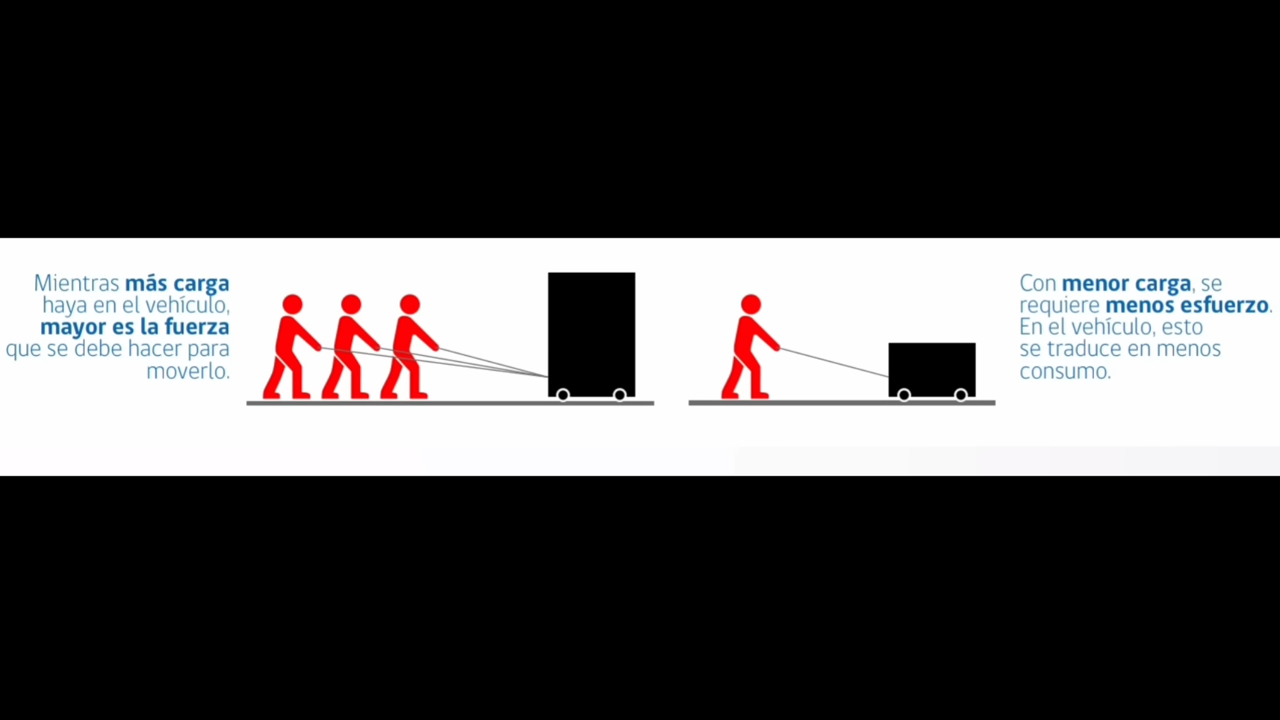 Mientras más carga
haya en el vehículo,
mayor es la fuerza
que se debe hacer para
moverlo.
Con menor carga, se
requiere menos esfuerzo.
En el vehículo, esto
se traduce en menos
consumo.